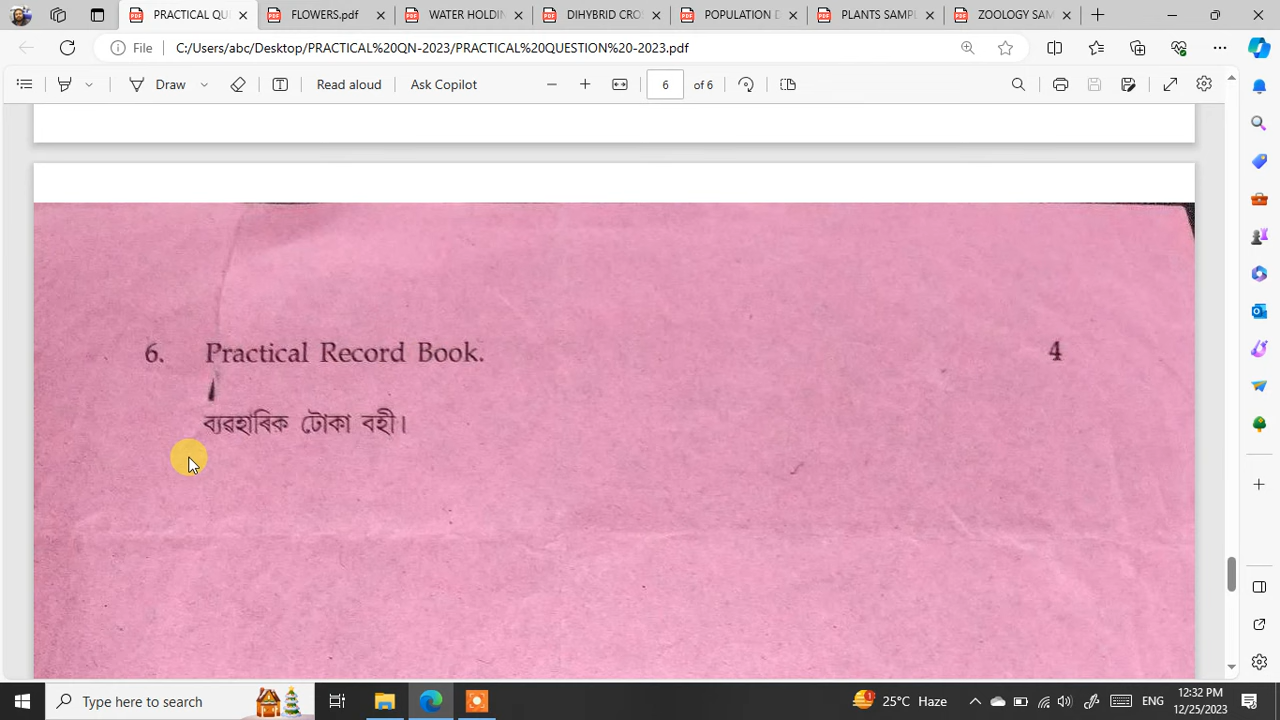 PRACTICAL QU
FLOWERS.pdf
WATER HOLDIN
DIHYBRID CRO
POPULATION D
PLANTS SAMPL
ZOOLOGY SAM
File
C:/Users/abc/Desktop/PRACTICAL%20QN-2023/PRACTICAL%20QUESTION%20-2023.pdf
Draw
Read aloud
Ask Copilot
6
of 6
6. Practical Record Book. 4
ব্যৱহাৰিক টোকা বহী।
Type here to search
1
25°C Haze
ENG
12:32 PM
12/25/2023